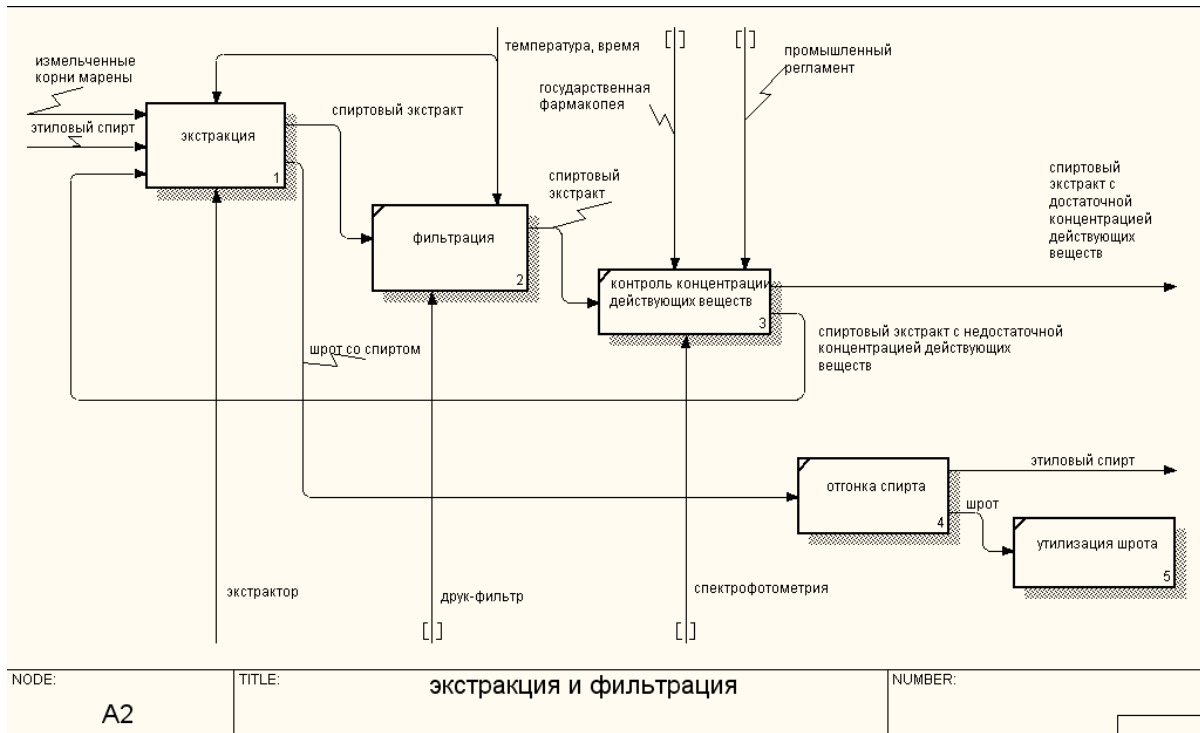 измельченные
корни марены
этиловый спирт
экстракция
1
спиртовый экстракт
температура, время
государственная
фармакопея
промышленный
регламент
спиртовый
экстракт
фильтрация
2
контроль концентрации
действующих веществ
3
спиртовый
экстракт с
достаточной
концентрацией
действующих
веществ
спиртовый экстракт с недостаточной
концентрацией действующих
веществ
шрот со спиртом
отгонка спирта
4
этиловый спирт
шрот
утилизация шрота
5
экстрактор
друк-фильтр
спектрофотометрия
NODE:
A2
TITLE:
экстракция и фильтрация
NUMBER: